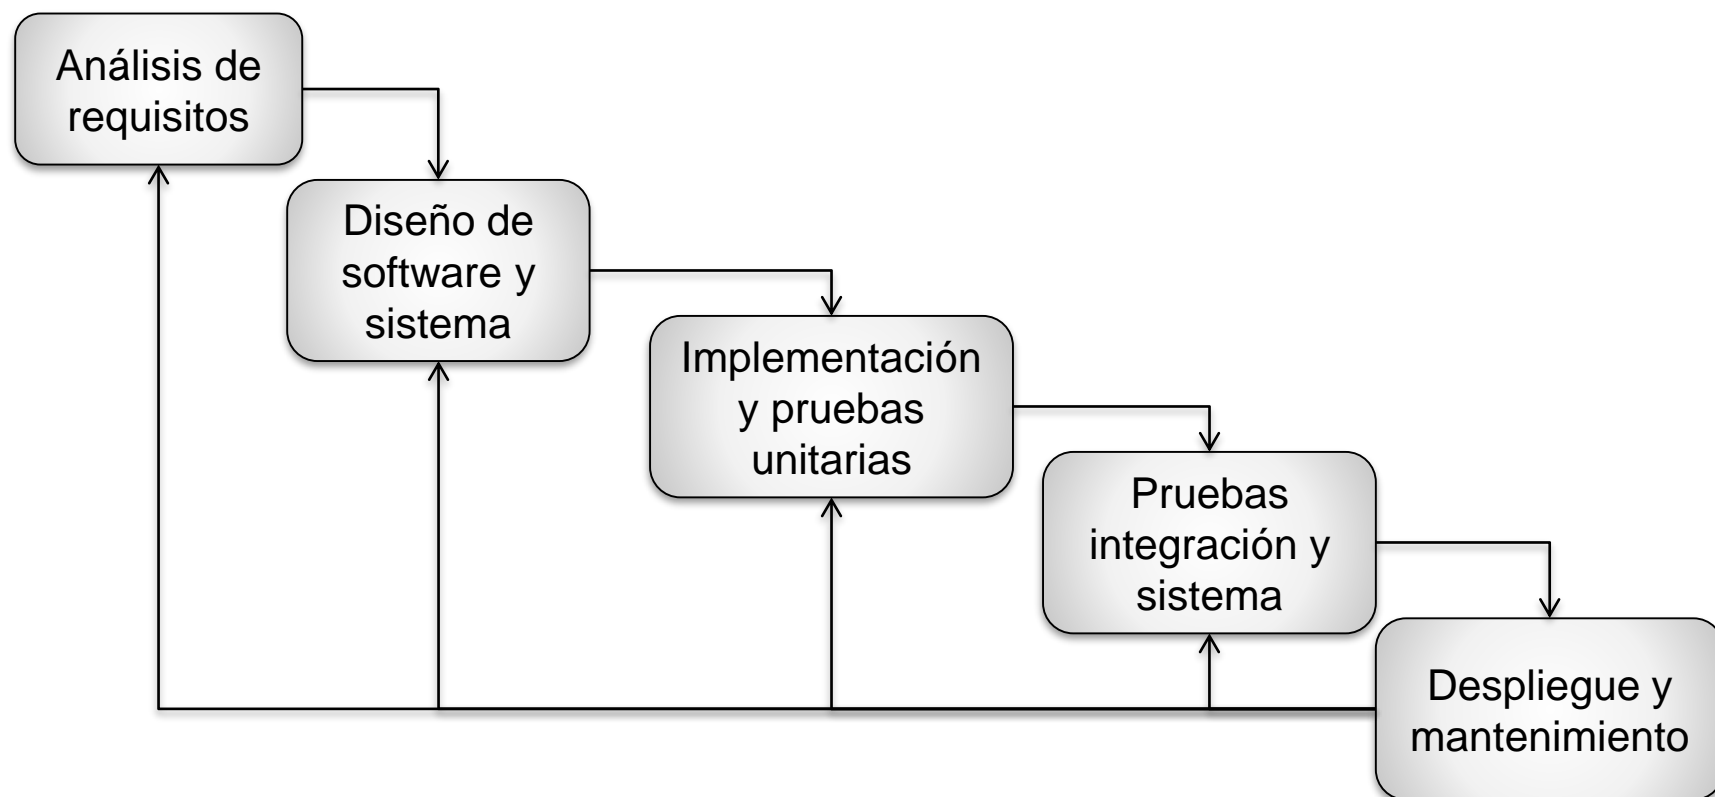 Análisis de
requisitos
Diseño de
software y
sistema
Implementación
y pruebas
unitarias
Pruebas
integración y
sistema
Despliegue y
mantenimiento